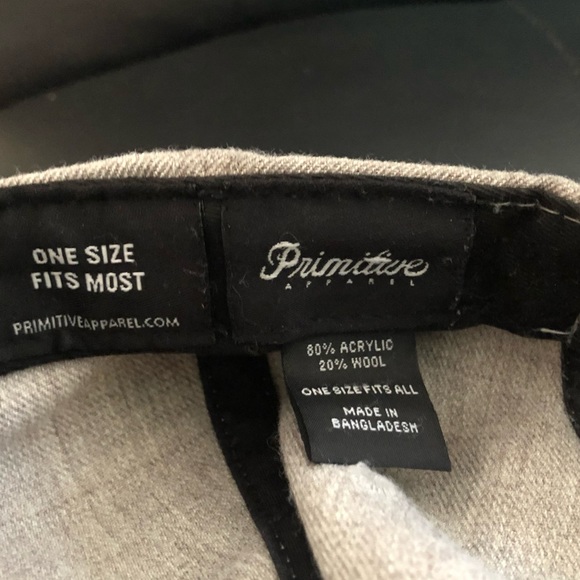 ONE SIZE
FITS MOST
PRIMITIVEAPPAREL.COM
Primitive
APPAREL
80% ACRYLIC
20% WOOL
ONE SIZE FITS ALL
MADE IN
BANGLADESH